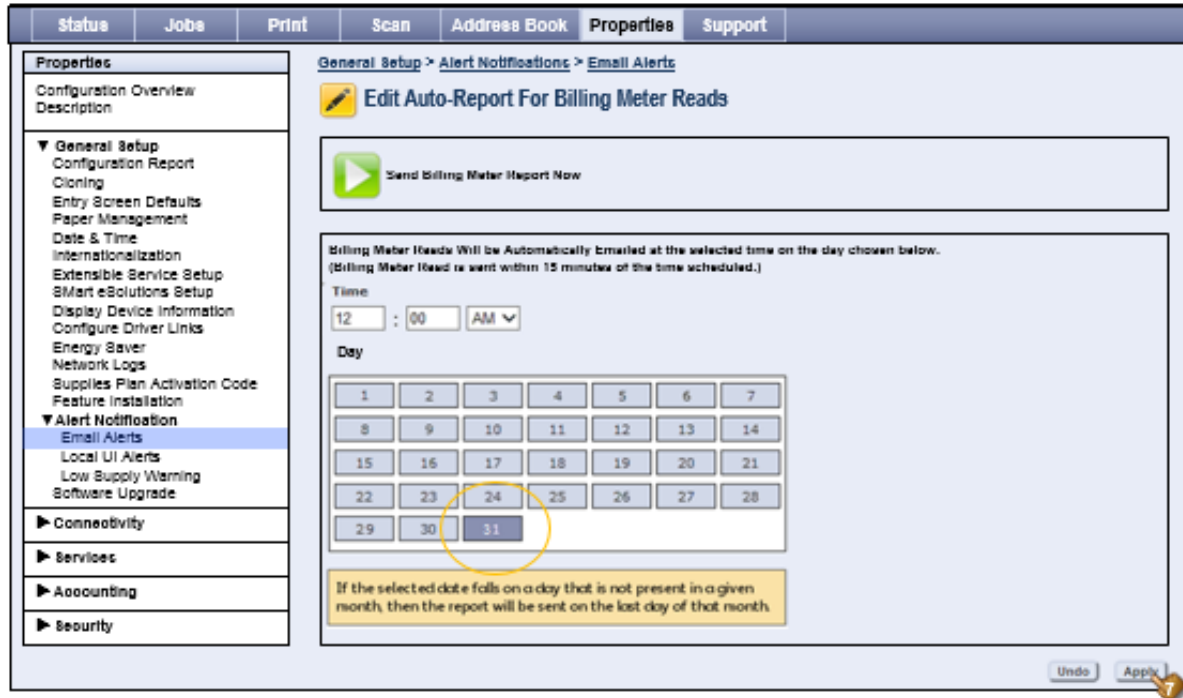 Status Jobs Print Scan Address Book Properties Support
Properties
Configuration Overview
Description
▼ General Setup
Configuration Report
Cloning
Entry Screen Defaults
Paper Management
Date & Time
Internationalization
Extensible Service Setup
SMart eSolutions Setup
Display Device Information
Configure Driver Links
Energy Saver
Network Logs
Supplies Plan Activation Code
Feature Installation
▼Alert Notification
Email Alerts
Local UI Alerts
Low Supply Warning
Software Upgrade
▶ Connectivity
▶ Services
▶ Accounting
▶ Security
General Setup > Alert Notifications > Email Alerts
Edit Auto-Report For Billing Meter Reads
Send Billing Meter Report Now
Billing Meter Reads Will be Automatically Emailed at the selected time on the day chosen below.
(Billing Meter Read is sent within 15 minutes of the time scheduled.)
Time
12 : 00 AM
Day
1 2 3 4 5 6 7
8 9 10 11 12 13 14
15 16 17 18 19 20 21
22 23 24 25 26 27 28
29 30 31
If the selected date falls on a day that is not present in a given
month, then the report will be sent on the last day of that month.
Undo Apply
7